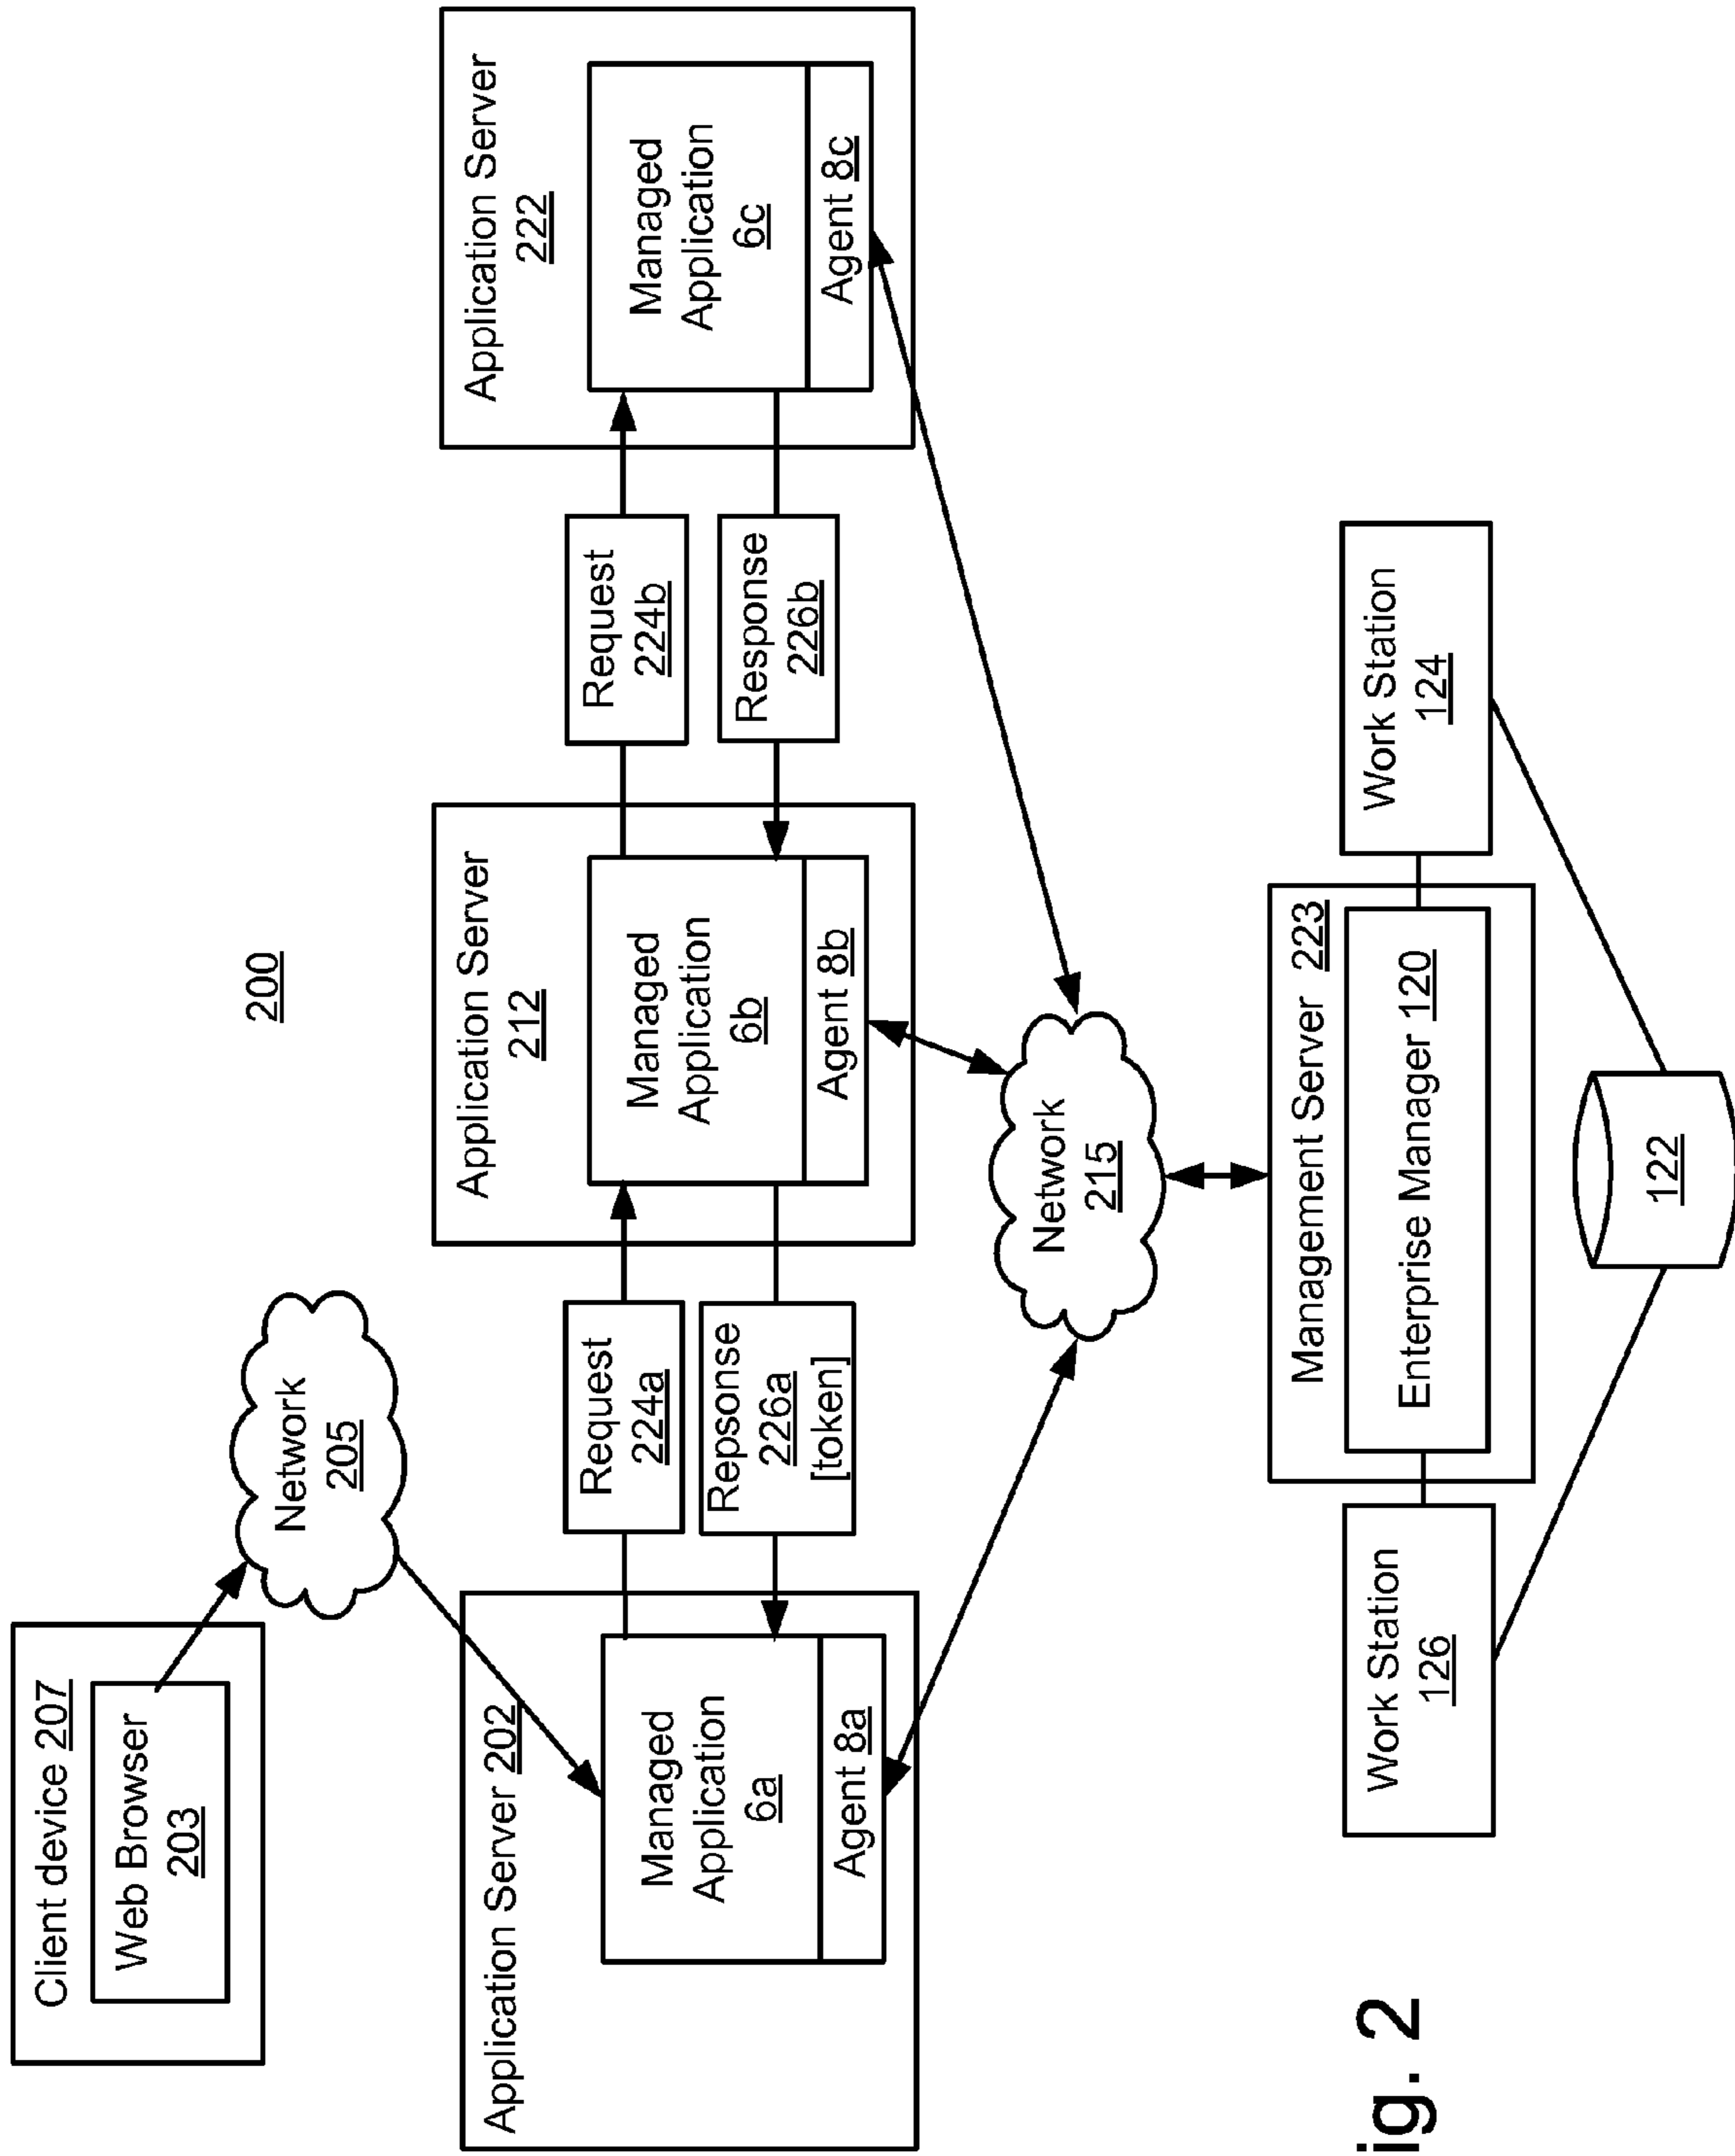 200
Client device 207
Web Browser
203
Network
205
Application Server 202
Managed
Application
6a
Agent 8a
Request
224a
Repsonse
226a
[token]
Application Server
212
Managed
Application
6b
Agent 8b
Request
224b
Response
226b
Application Server
222
Managed
Application
6c
Agent 8c
Network
215
Management Server 223
Enterprise Manager 120
Work Station
126
Work Station
124
122
ig. 2